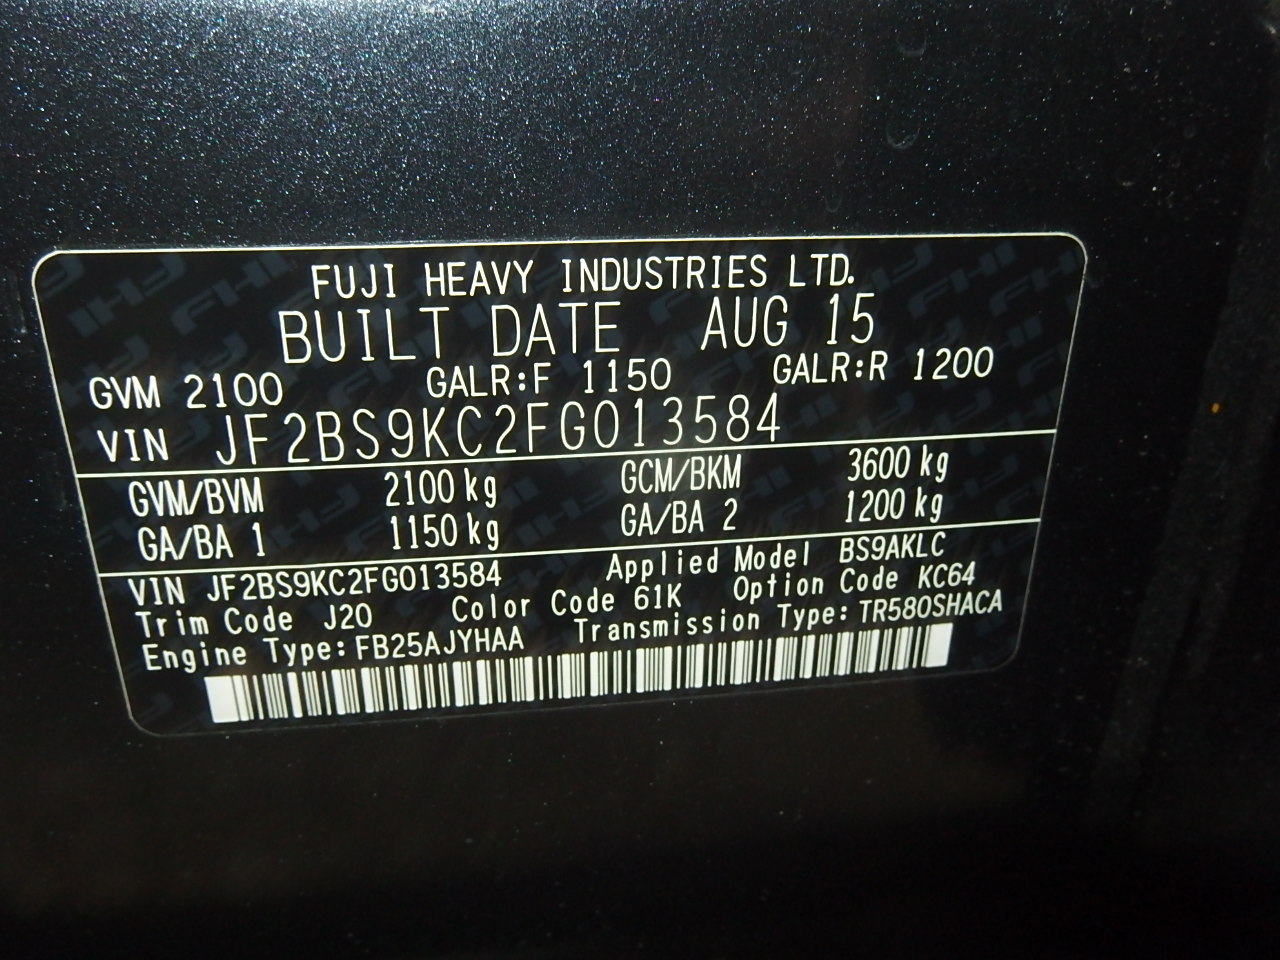 FUJI HEAVY INDUSTRIES LTD.
BUILT DATE AUG 15
GVM 2100 GALR:F 1150 GALR:R 1200
VIN JF2BS9KC2FG013584
GVM/BVM 2100 kg GCM/BKM 3600 kg
GA/BA 1 1150 kg GA/BA 2 1200 kg
VIN JF2BS9KC2FG013584 Applied Model BS9AKLC
Trim Code J20 Color Code 61K Option Code KC64
Engine Type: FB25AJYHAA Transmission Type: TR580SHACA